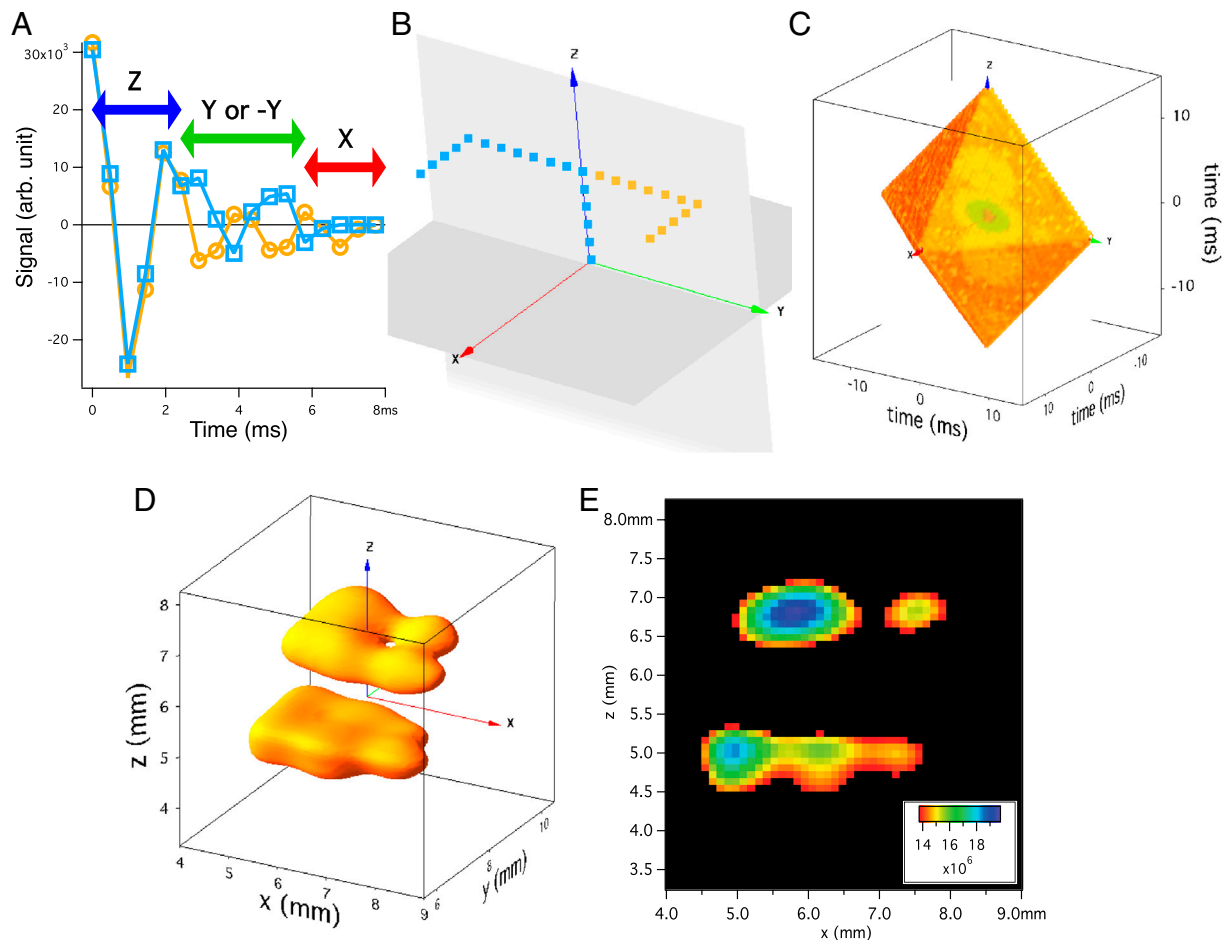 A
30x10³
20
10
0
-10
-20
Signal (arb. unit)
Z
Y or -Y
X
0
2
4
6
8ms
Time (ms)
B
Z
Y
X
C
Z
X
Y
10
0
-10
time (ms)
-10
0
10
time (ms)
10
0
-10
time (ms)
D
Z
X
8
7
6
5
4
z (mm)
4
5
6
7
8
9
x (mm)
6
8
10
y (mm)
E
8.0mm
7.5
7.0
6.5
6.0
5.5
5.0
4.5
4.0
3.5
z (mm)
14 16 18
x10⁶
4.0 5.0 6.0 7.0 8.0 9.0mm
x (mm)